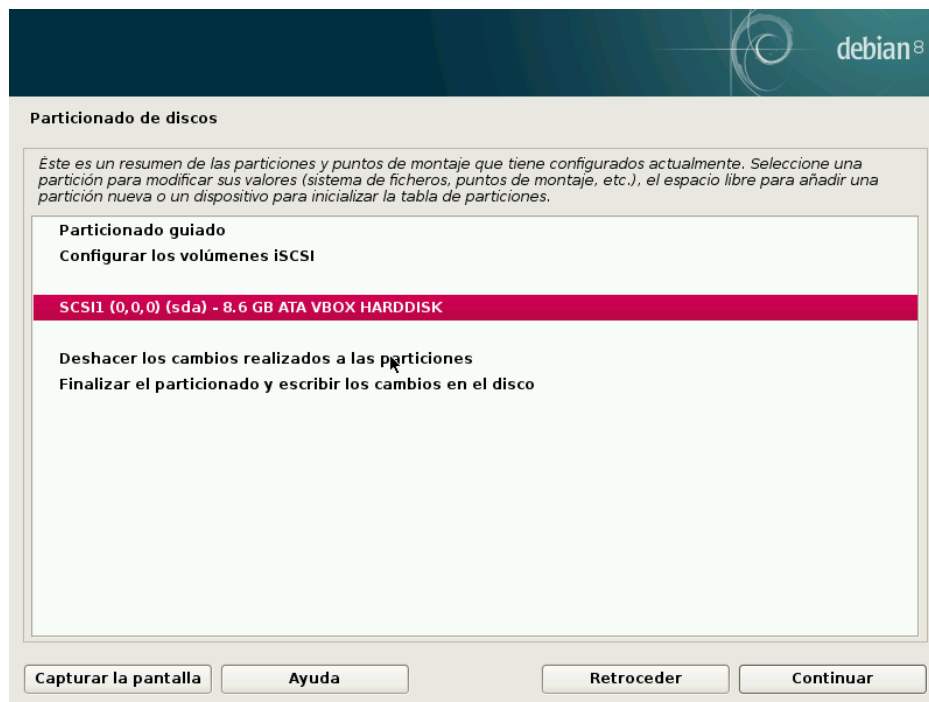 debian 8
Particionado de discos
Éste es un resumen de las particiones y puntos de montaje que tiene configurados actualmente. Seleccione una
partición para modificar sus valores (sistema de ficheros, puntos de montaje, etc.), el espacio libre para añadir una
partición nueva o un dispositivo para inicializar la tabla de particiones.
Particionado guiado
Configurar los volúmenes iSCSI
SCSI1 (0,0,0) (sda) - 8.6 GB ATA VBOX HARDDISK
Deshacer los cambios realizados a las particiones
Finalizar el particionado y escribir los cambios en el disco
Capturar la pantalla
Ayuda
Retroceder
Continuar